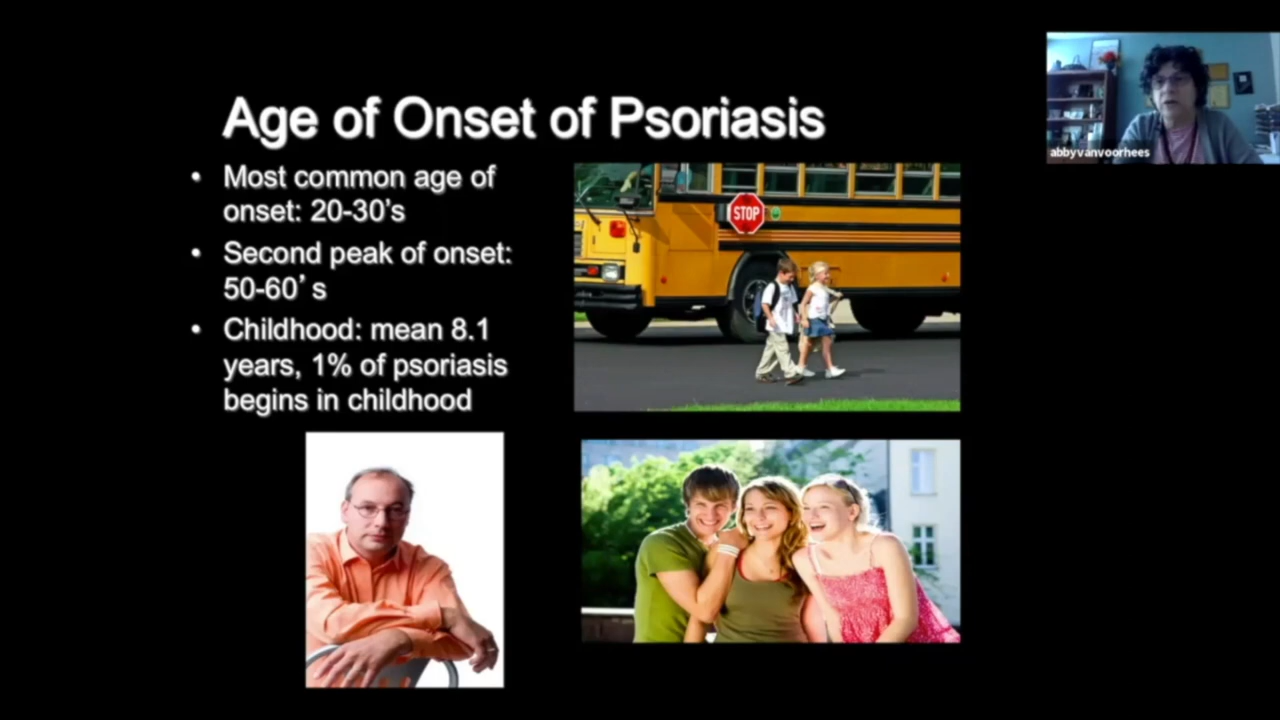 Age of Onset of Psoriasis
• Most common age of
onset: 20-30's
• Second peak of onset:
50-60's
• Childhood: mean 8.1
years, 1% of psoriasis
begins in childhood
STOP
abbyvanvoorhees